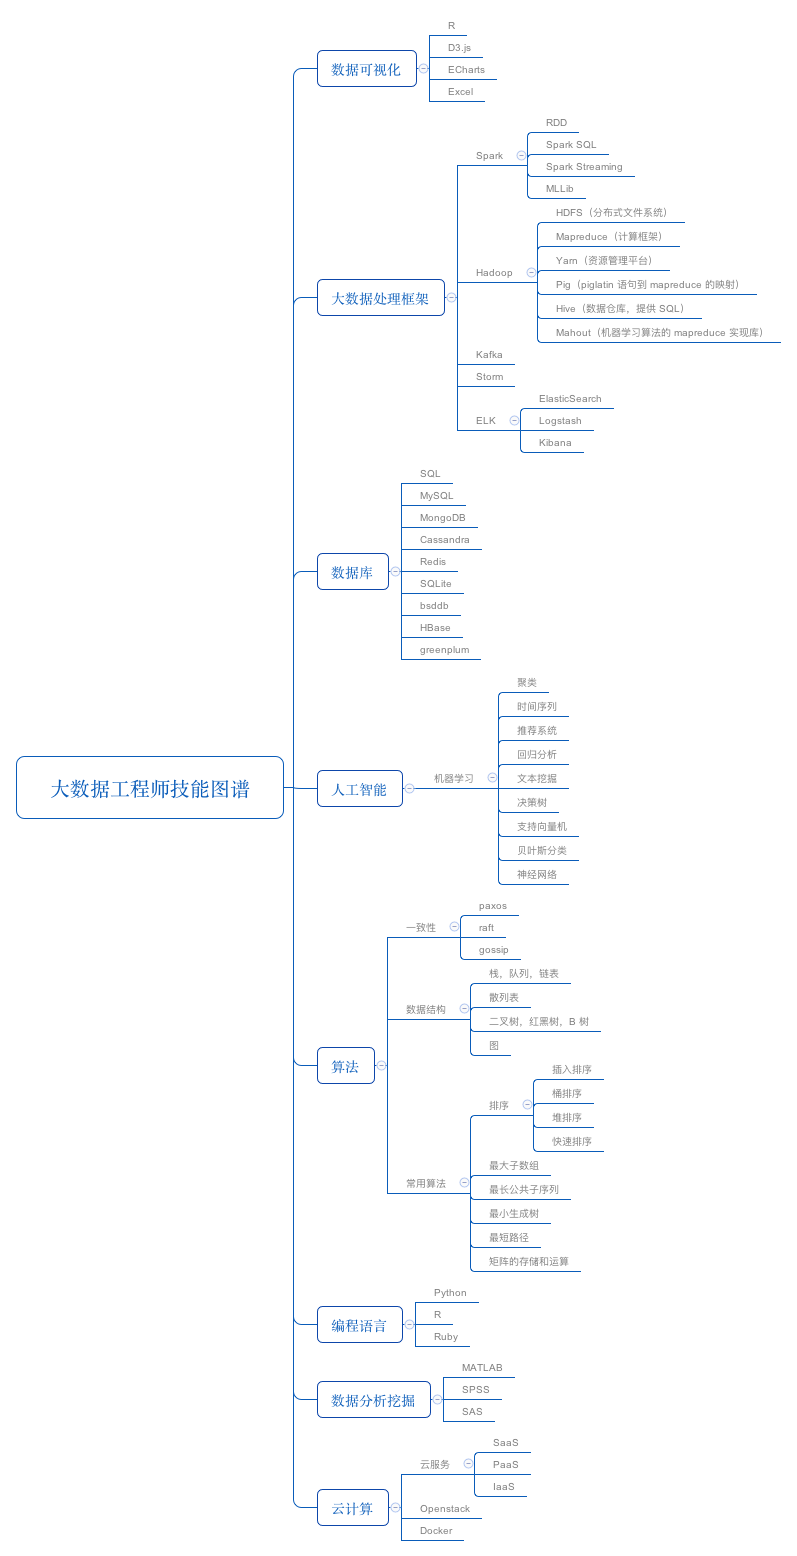 大数据工程师技能图谱
数据可视化
R
D3.js
ECharts
Excel
大数据处理框架
Spark
RDD
Spark SQL
Spark Streaming
MLLib
Hadoop
HDFS（分布式文件系统）
Mapreduce（计算框架）
Yarn（资源管理平台）
Pig（piglatin 语句到 mapreduce 的映射）
Hive（数据仓库，提供 SQL）
Mahout（机器学习算法的 mapreduce 实现库）
Kafka
Storm
ELK
ElasticSearch
Logstash
Kibana
数据库
SQL
MySQL
MongoDB
Cassandra
Redis
SQLite
bsddb
HBase
greenplum
人工智能
机器学习
聚类
时间序列
推荐系统
回归分析
文本挖掘
决策树
支持向量机
贝叶斯分类
神经网络
算法
一致性
paxos
raft
gossip
数据结构
栈，队列，链表
散列表
二叉树，红黑树，B 树
图
常用算法
排序
插入排序
桶排序
堆排序
快速排序
最大子数组
最长公共子序列
最小生成树
最短路径
矩阵的存储和运算
编程语言
Python
R
Ruby
数据分析挖掘
MATLAB
SPSS
SAS
云计算
云服务
SaaS
PaaS
IaaS
Openstack
Docker